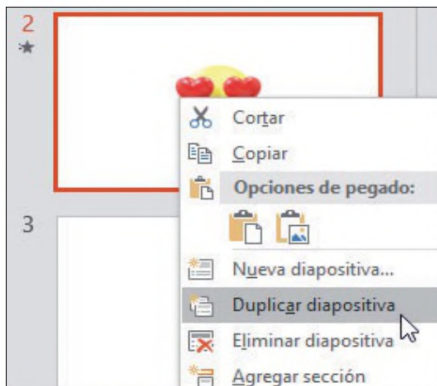 2
Cortar
Copiar
Opciones de pegado:
3
Nueva diapositiva...
Duplicar diapositiva
Eliminar diapositiva
Agregar sección